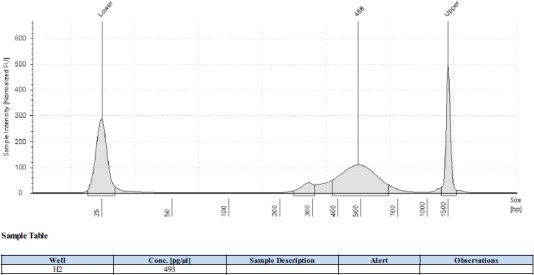 Lower
488
Upper
Sample Intensity [Normalized FU]
600
500
400
300
200
100
0
25
50
100
200
300
400
500
700
1000
1500
Size
[bp]
Sample Table
Well Conc. [pg/µl] Sample Description Alert Observations
H2 493